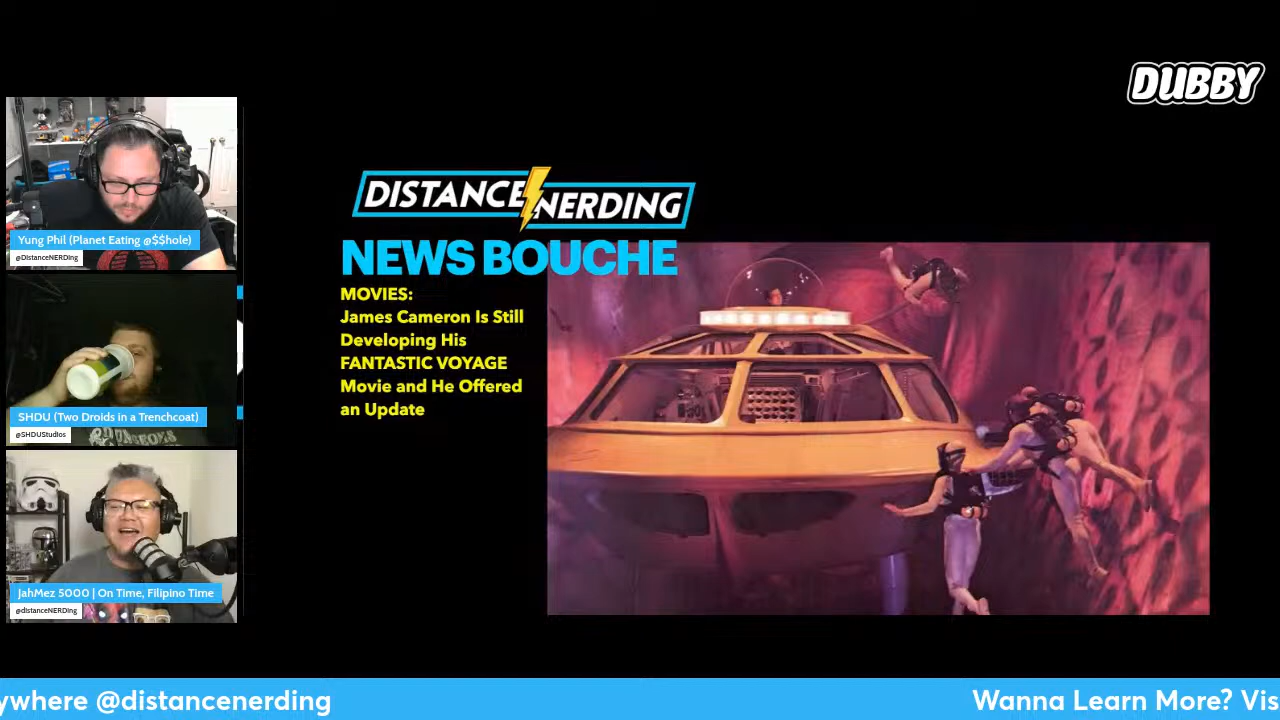 DUBBY
DISTANCE NERDING
NEWS BOUCHE
MOVIES:
James Cameron Is Still
Developing His
FANTASTIC VOYAGE
Movie and He Offered
an Update
Yung Phil (Planet Eating @$$hole)
@DistanceNERDing
SHDU (Two Droids in a Trenchcoat)
@SHDUStudios
JahMez 5000 | On Time, Filipino Time
@distanceNERDing
ywhere @distancenerding
Wanna Learn More? Vis